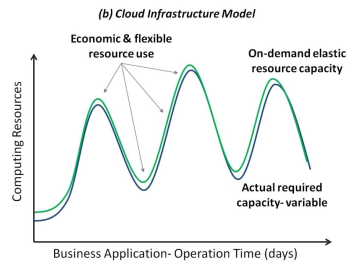 (b) Cloud Infrastructure Model
Economic & flexible
resource use
On-demand elastic
resource capacity
Computing Resources
Actual required
capacity- variable
Business Application- Operation Time (days)